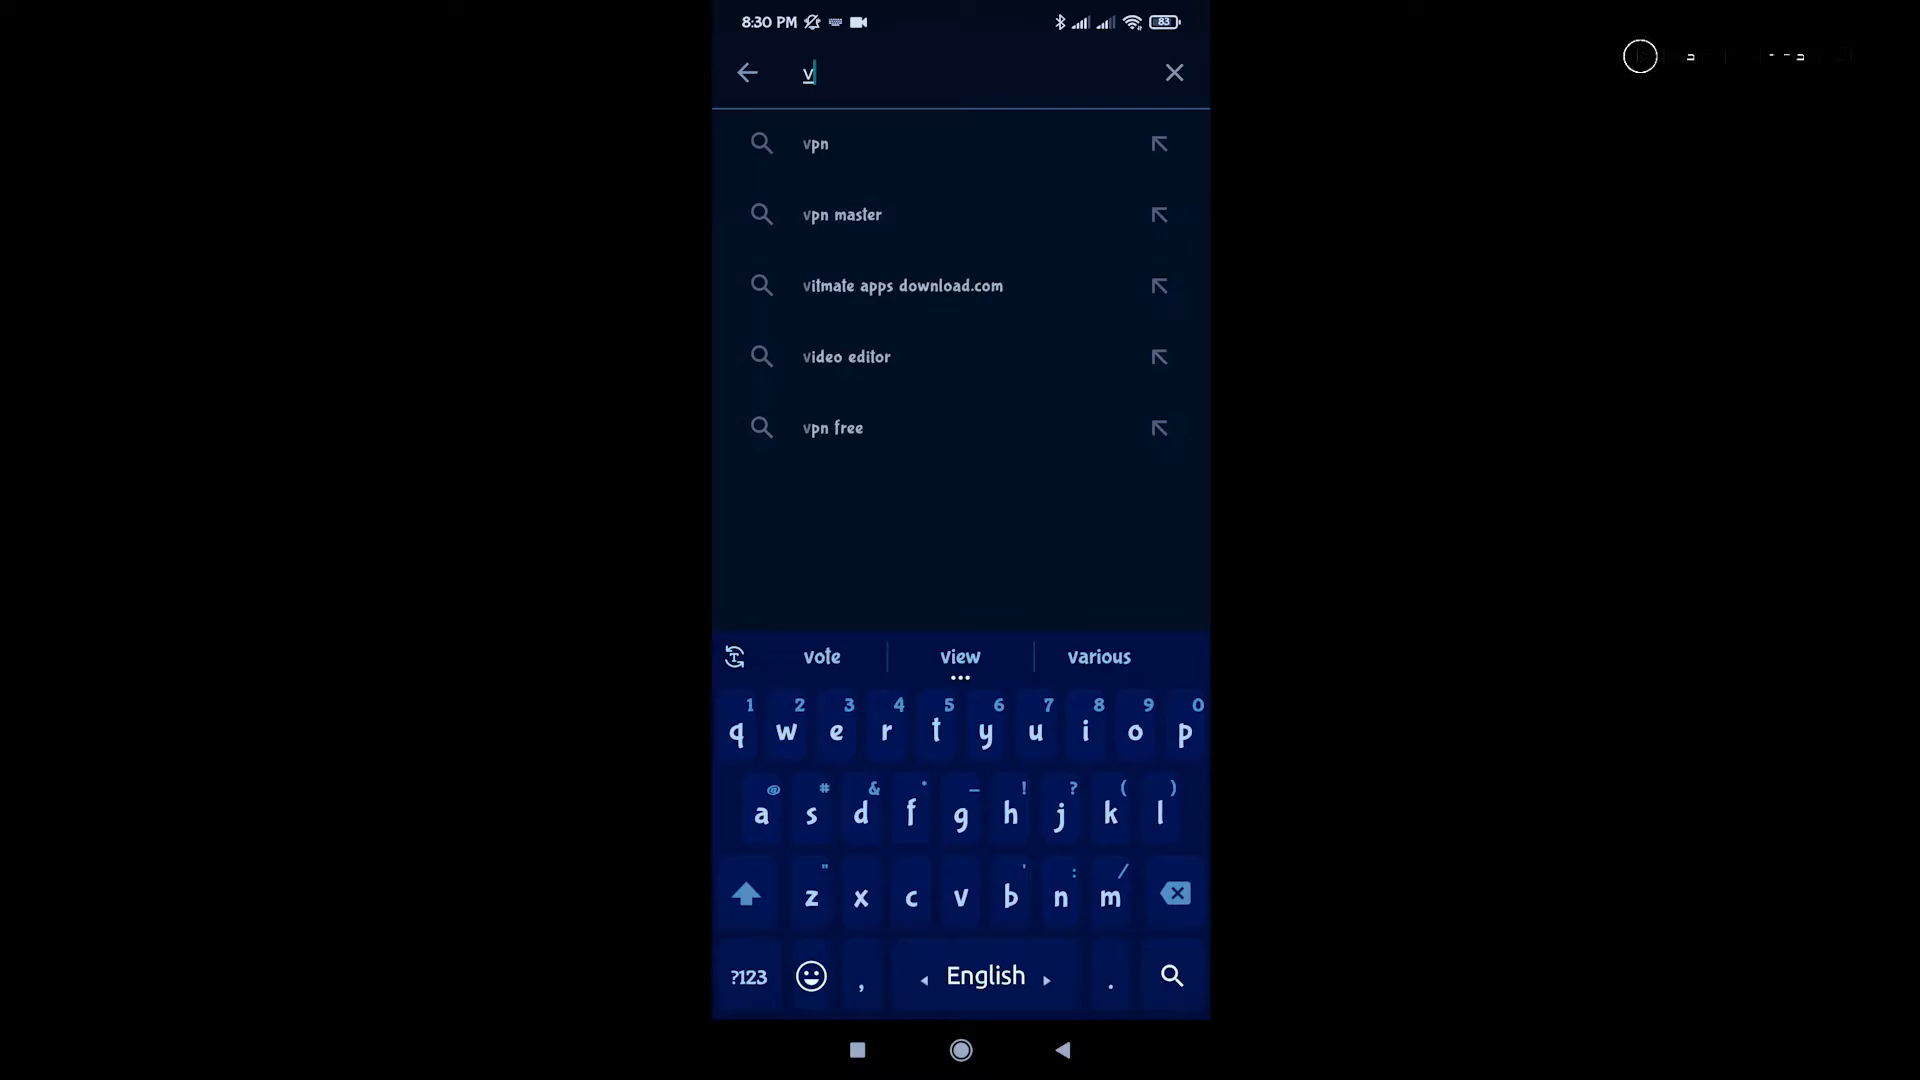 8:30 PM 83
v
vpn
vpn master
vitmate apps download.com
video editor
vpn free
vote view various
1 2 3 4 5 6 7 8 9 0
q w e r t y u i o p
@ # & * _ ! ? ( )
a s d f g h j k l
" ' : /
z x c v b n m
?123 , English .